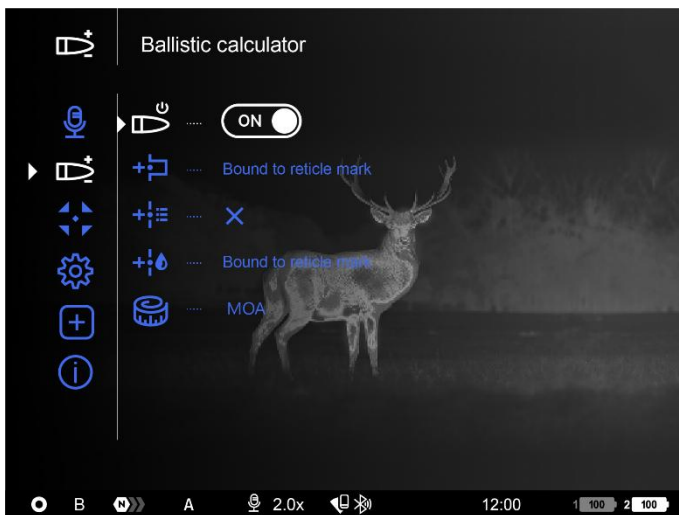 Ballistic calculator
ON
Bound to reticle mark
Bound to reticle mark
MOA
B N A 2.0x 12:00 1 100 2 100